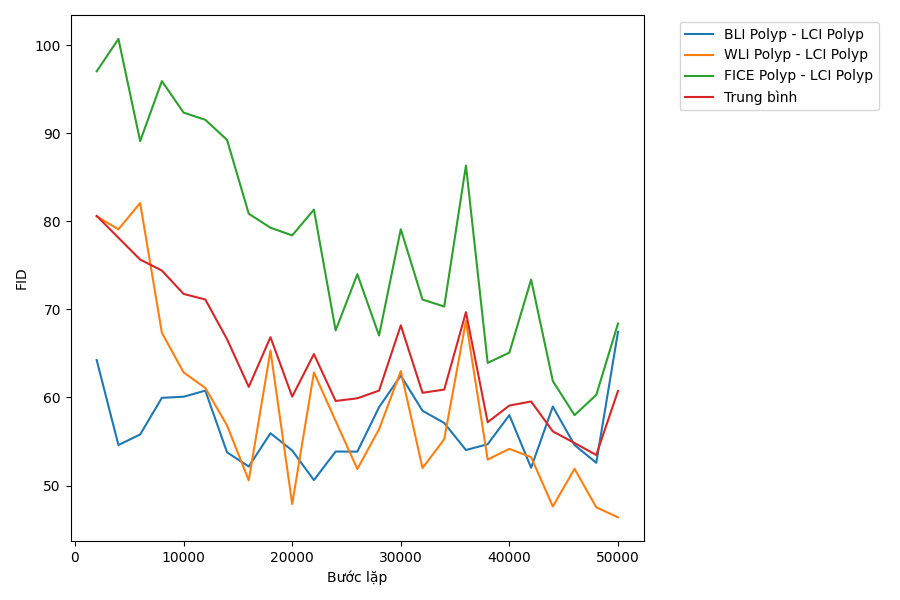 BLI Polyp - LCI Polyp
WLI Polyp - LCI Polyp
FICE Polyp - LCI Polyp
Trung bình
100
90
80
70
60
50
FID
0 10000 20000 30000 40000 50000
Bước lặp